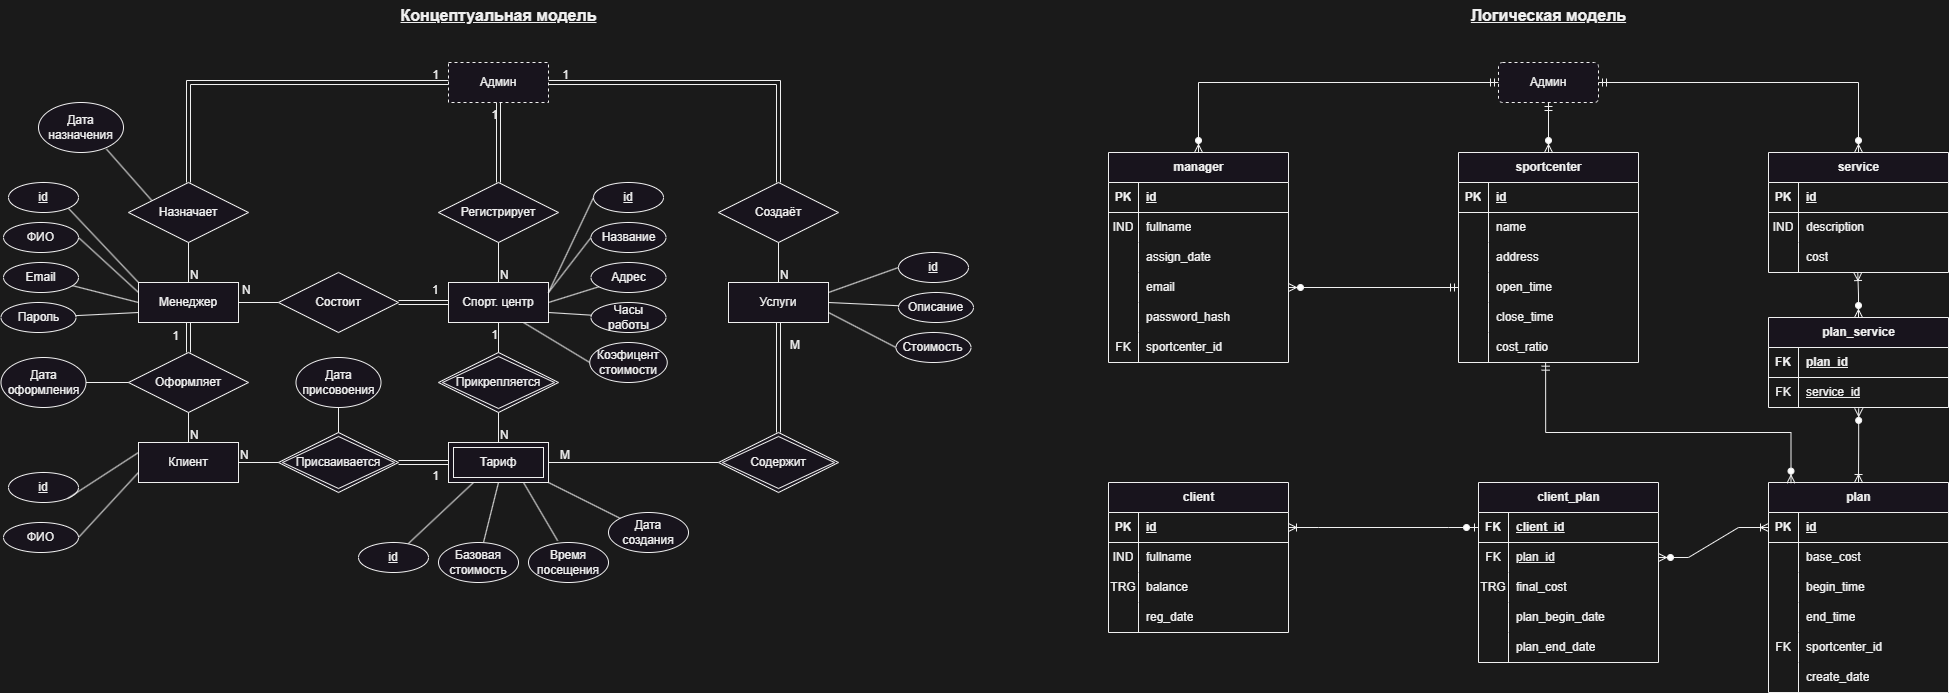 Концептуальная модель
Админ
1
1
1
Дата
назначения
Назначает
Регистрирует
Создаёт
id
ФИО
Email
Пароль
N
Менеджер
N
Состоит
1
N
Спорт. центр
id
Название
Адрес
Часы
работы
Коэфицент
стоимости
N
Услуги
id
Описание
Стоимость
1
Дата
оформления
Оформляет
Дата
присовоения
1
Прикрепляется
M
N
Клиент
N
Присваивается
1
N
Тариф
M
Содержит
id
ФИО
id
Базовая
стоимость
Время
посещения
Дата
создания
Логическая модель
Админ
manager
PK id
IND fullname
assign_date
email
password_hash
FK sportcenter_id
sportcenter
PK id
name
address
open_time
close_time
cost_ratio
service
PK id
IND description
cost
plan_service
FK plan_id
FK service_id
client
PK id
IND fullname
TRG balance
reg_date
client_plan
FK client_id
FK plan_id
TRG final_cost
plan_begin_date
plan_end_date
plan
PK id
base_cost
begin_time
end_time
FK sportcenter_id
create_date